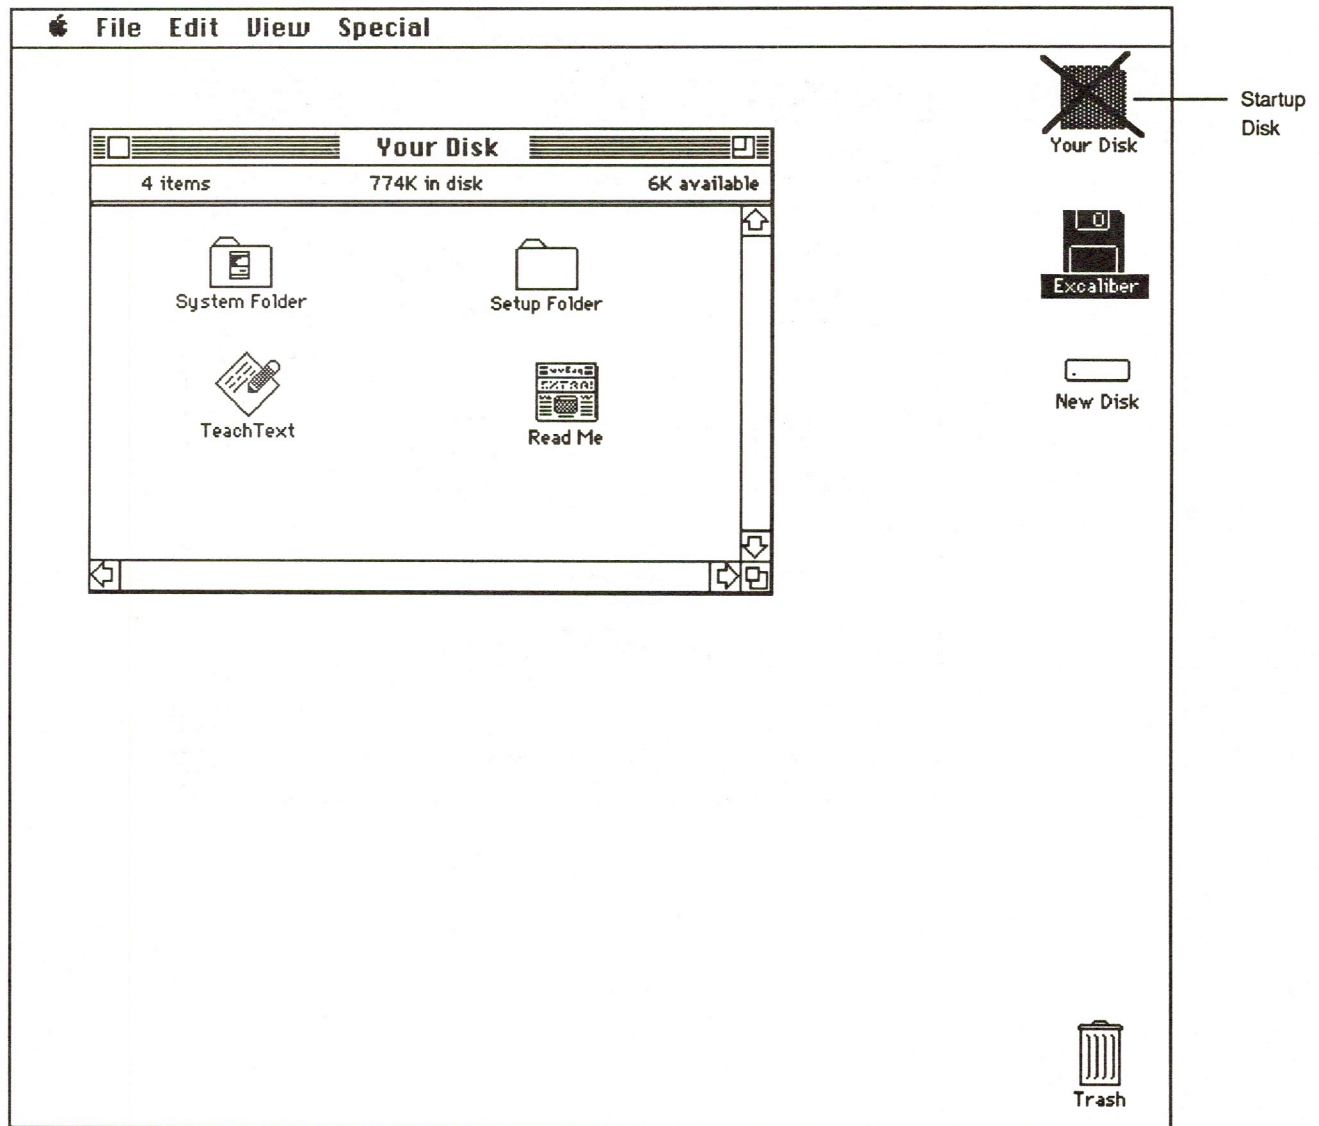 File Edit View Special
Startup
Disk
Your Disk
Your Disk
4 items 774K in disk 6K available
System Folder Setup Folder
Excaliber
TeachText Read Me
EXTRA!
New Disk
Trash